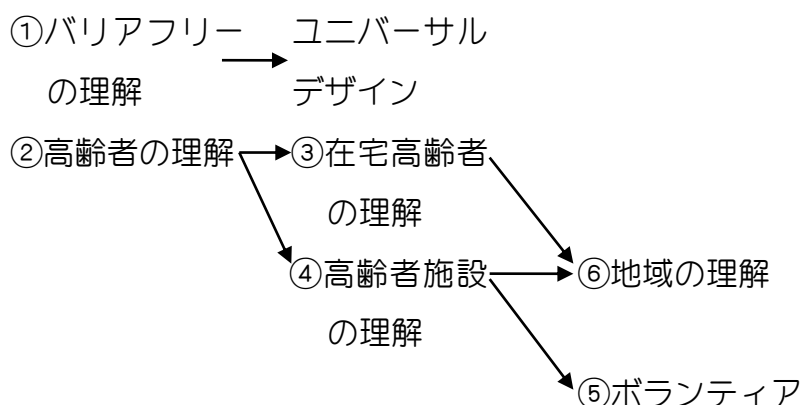 ①バリアフリー ユニバーサル
の理解 デザイン
②高齢者の理解 ③在宅高齢者
の理解
④高齢者施設 ⑥地域の理解
の理解
⑤ボランティア